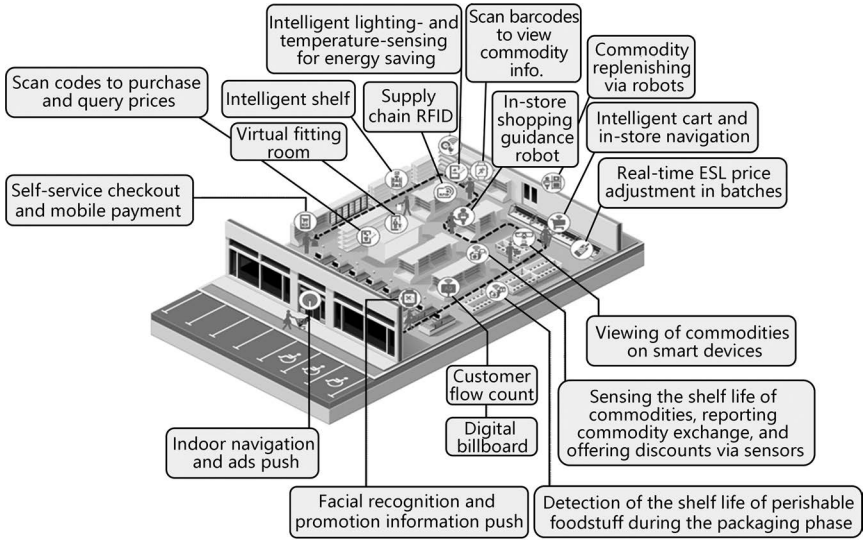 Intelligent lighting- and
temperature-sensing
for energy saving
Scan barcodes
to view
commodity
info.
Commodity
replenishing
via robots
Scan codes to purchase
and query prices
Intelligent shelf
Supply
chain RFID
In-store
shopping
guidance
robot
Intelligent cart and
in-store navigation
Virtual fitting
room
Real-time ESL price
adjustment in batches
Self-service checkout
and mobile payment
Viewing of commodities
on smart devices
Customer
flow count
Digital
billboard
Sensing the shelf life of
commodities, reporting
commodity exchange, and
offering discounts via sensors
Indoor navigation
and ads push
Facial recognition and
promotion information push
Detection of the shelf life of perishable
foodstuff during the packaging phase